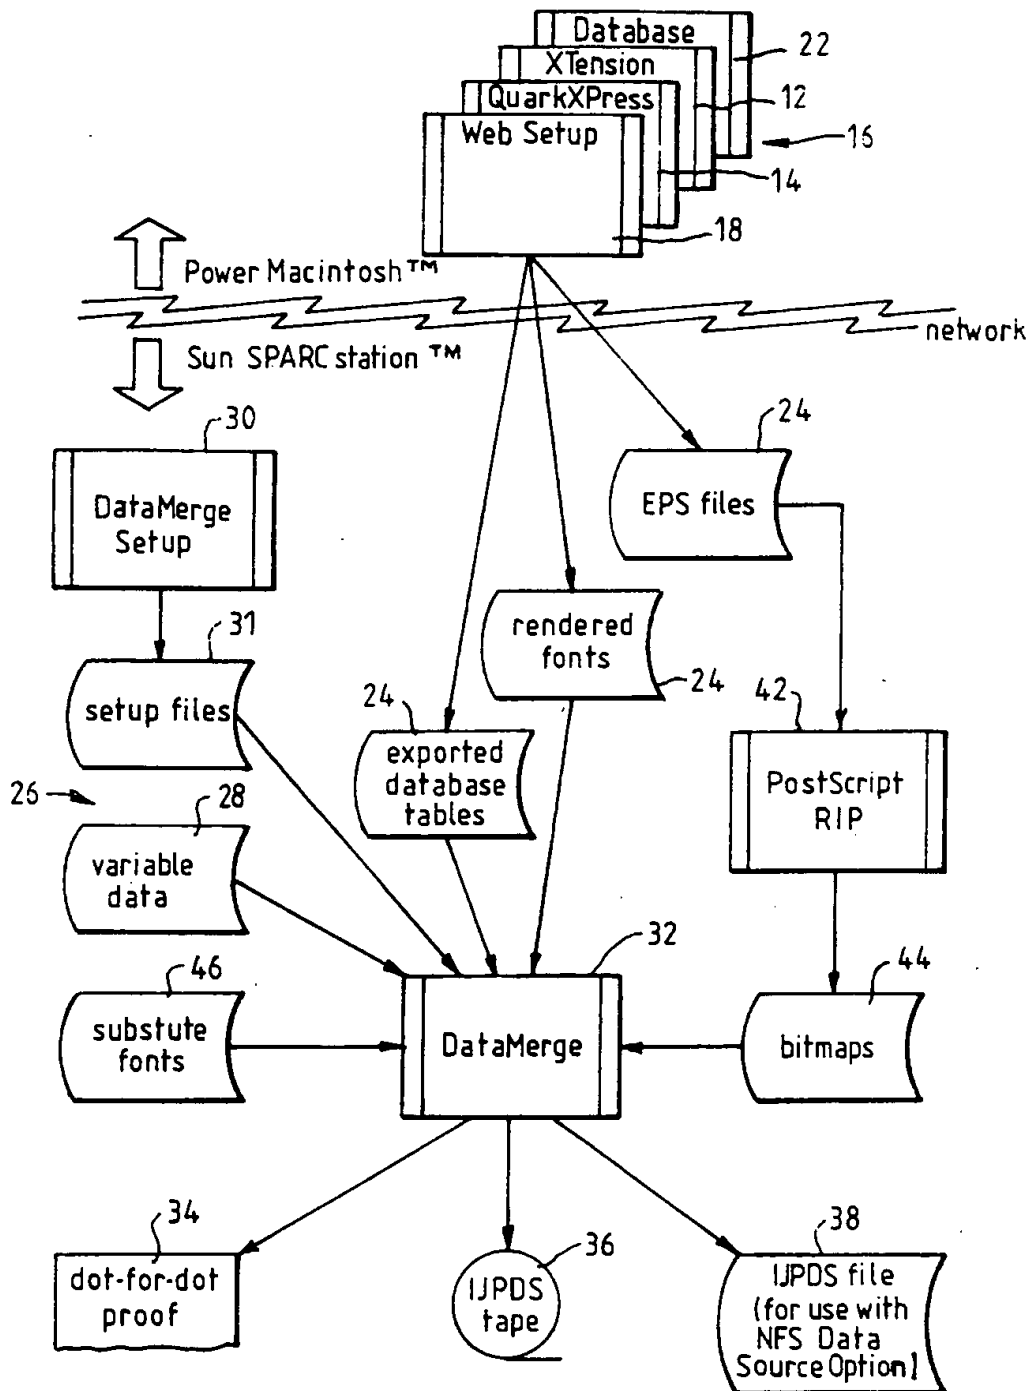 Database
22
XTension
12
QuarkXPress
16
Web Setup
14
18
Power Macintosh™
network
Sun SPARCstation™
30
24
DataMerge
Setup
EPS files
31
rendered
fonts
24
42
setup files
24
exported
database
tables
PostScript
RIP
26
28
variable
data
32
46
44
substute
fonts
DataMerge
bitmaps
34
36
38
dot-for-dot
proof
IJPDS
tape
IJPDS file
(for use with
NFS Data
Source Option]